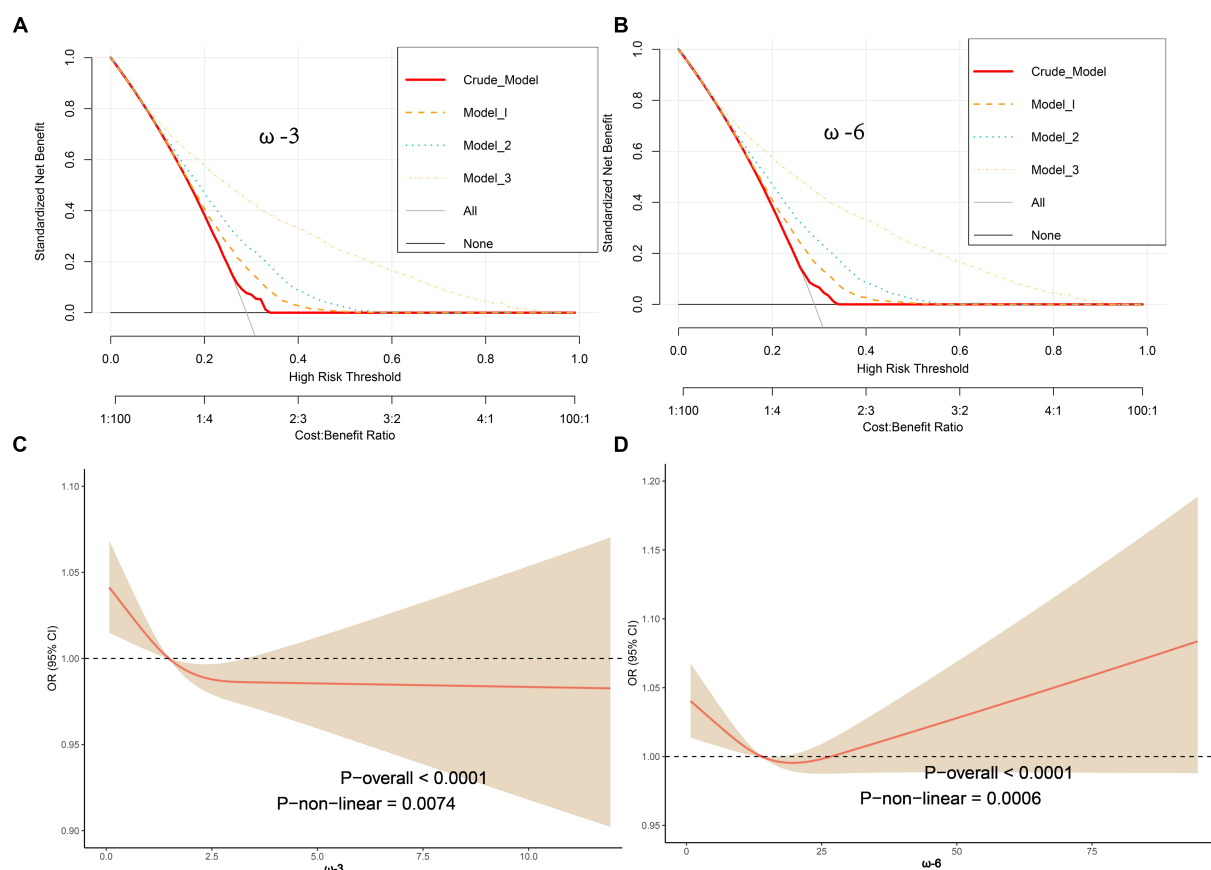 A
1.0
0.8
0.6
0.4
0.2
0.0
Standardized Net Benefit
ω -3
Crude_Model
Model_I
Model_2
Model_3
All
None
0.0 0.2 0.4 0.6 0.8 1.0
High Risk Threshold
1:100 1:4 2:3 3:2 4:1 100:1
Cost:Benefit Ratio
B
1.0
0.8
0.6
0.4
0.2
0.0
Standardized Net Benefit
ω -6
Crude_Model
Model_I
Model_2
Model_3
All
None
0.0 0.2 0.4 0.6 0.8 1.0
High Risk Threshold
1:100 1:4 2:3 3:2 4:1 100:1
Cost:Benefit Ratio
C
1.10
1.05
1.00
0.95
0.90
OR (95% CI)
P−overall < 0.0001
P−non−linear = 0.0074
0.0 2.5 5.0 7.5 10.0
ω-3
D
1.20
1.15
1.10
1.05
1.00
0.95
OR (95% CI)
P−overall < 0.0001
P−non−linear = 0.0006
0 25 50 75
ω-6